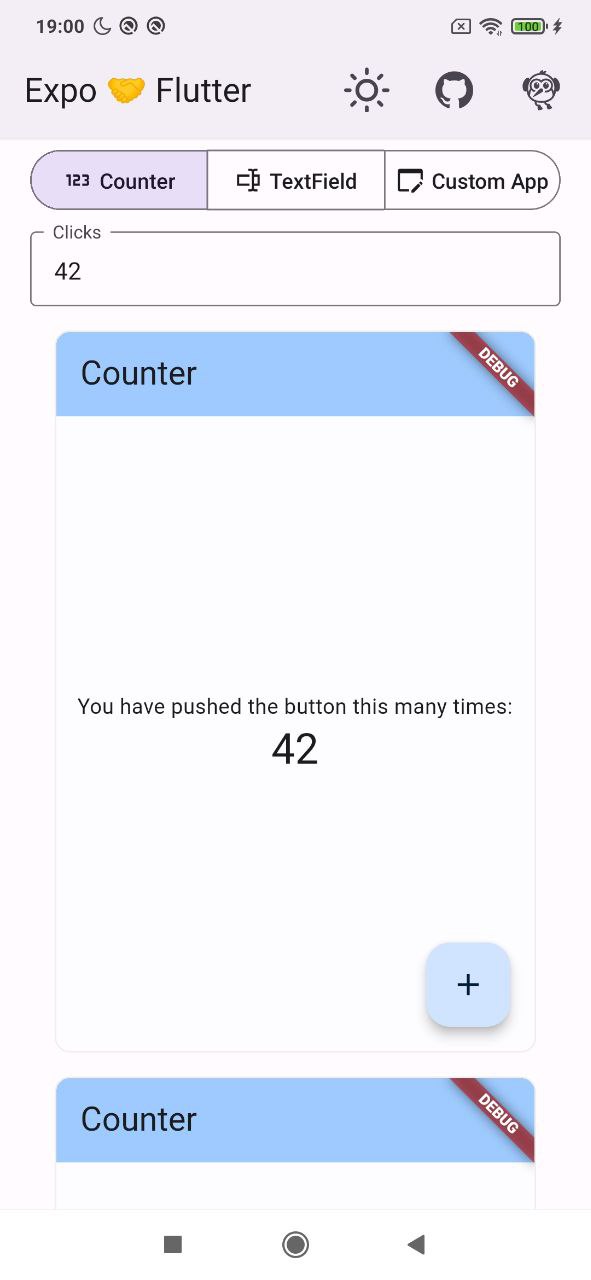 19:00 100
Expo 🤝 Flutter
123 Counter TextField Custom App
Clicks
42
Counter DEBUG
You have pushed the button this many times:
42
+
Counter DEBUG